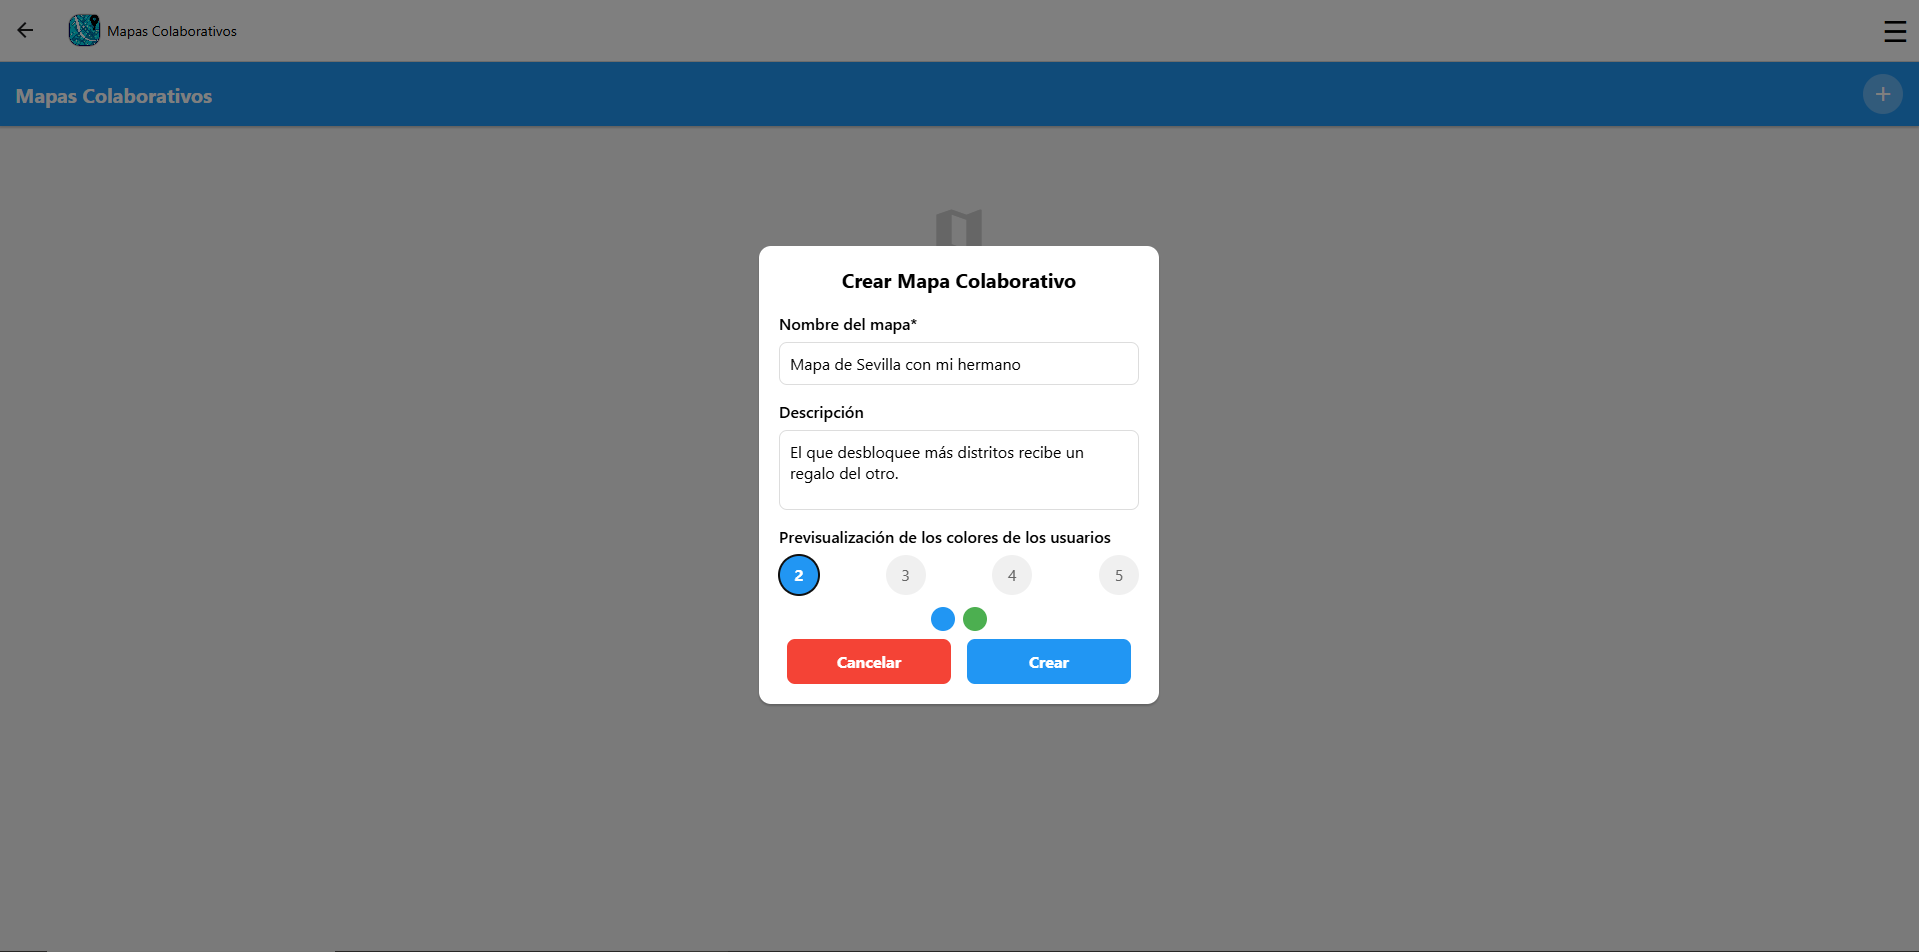 Mapas Colaborativos
Mapas Colaborativos
+
Crear Mapa Colaborativo
Nombre del mapa*
Mapa de Sevilla con mi hermano
Descripción
El que desbloquee más distritos recibe un
regalo del otro.
Previsualización de los colores de los usuarios
2 3 4 5
Cancelar Crear